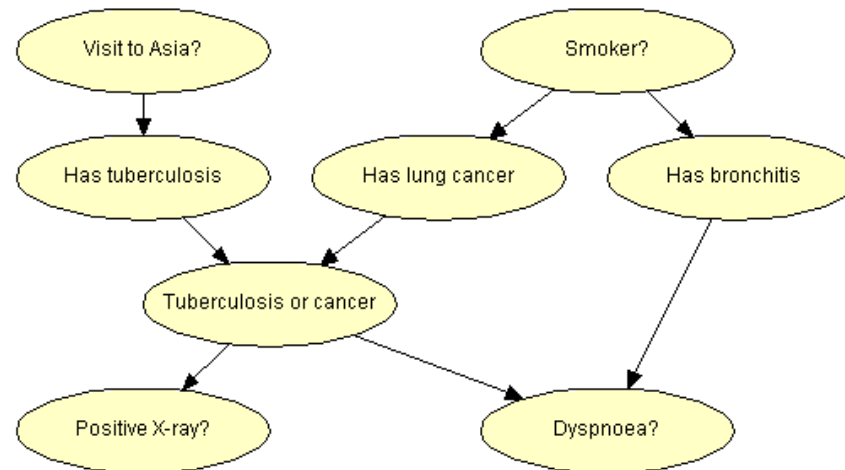 Visit to Asia?
Smoker?
Has tuberculosis
Has lung cancer
Has bronchitis
Tuberculosis or cancer
Positive X-ray?
Dyspnoea?